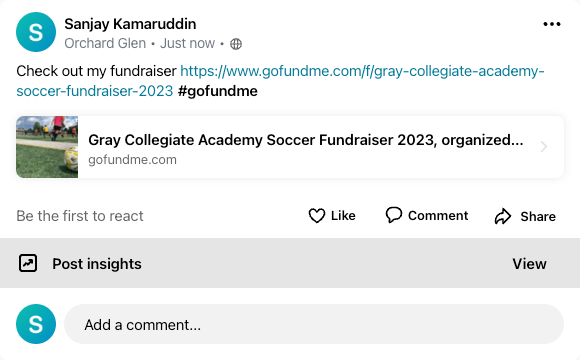 S
Sanjay Kamaruddin
Orchard Glen • Just now •
Check out my fundraiser https://www.gofundme.com/f/gray-collegiate-academy-
soccer-fundraiser-2023 #gofundme
Gray Collegiate Academy Soccer Fundraiser 2023, organized...
gofundme.com
Be the first to react
Like
Comment
Share
Post insights
View
S
Add a comment...